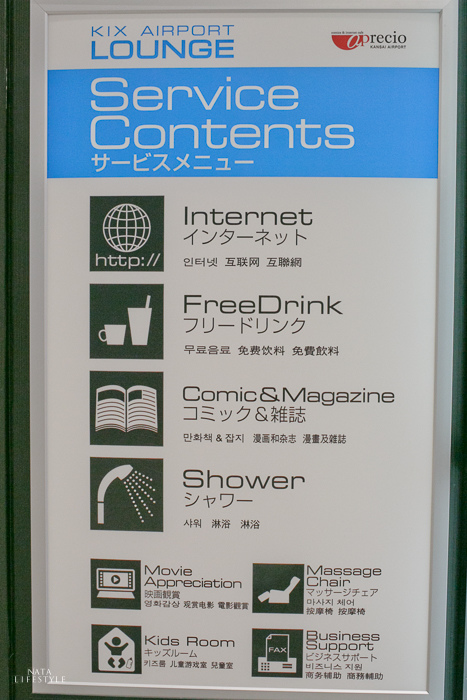 KIX AIRPORT
LOUNGE
aprecio
KANSAI AIRPORT
Service
Contents
サービスメニュー
http://
Internet
インターネット
인터넷 互联网 互聯網
FreeDrink
フリードリンク
무료음료 免费饮料 免費飲料
Comic&Magazine
コミック&雑誌
만화책 & 잡지 漫画和杂志 漫畫及雜誌
Shower
シャワー
샤워 淋浴 淋浴
Movie
Appreciation
映画観賞
영화감상 观赏电影 電影觀賞
Massage
Chair
マッサージチェア
마사지 체어
按摩椅 按摩椅
Kids Room
キッズルーム
키즈룸 儿童游戏室 兒童室
FAX
Business
Support
ビジネスサポート
비즈니스 지원
商务辅助 商務輔助
NATA
LIFESTYLE